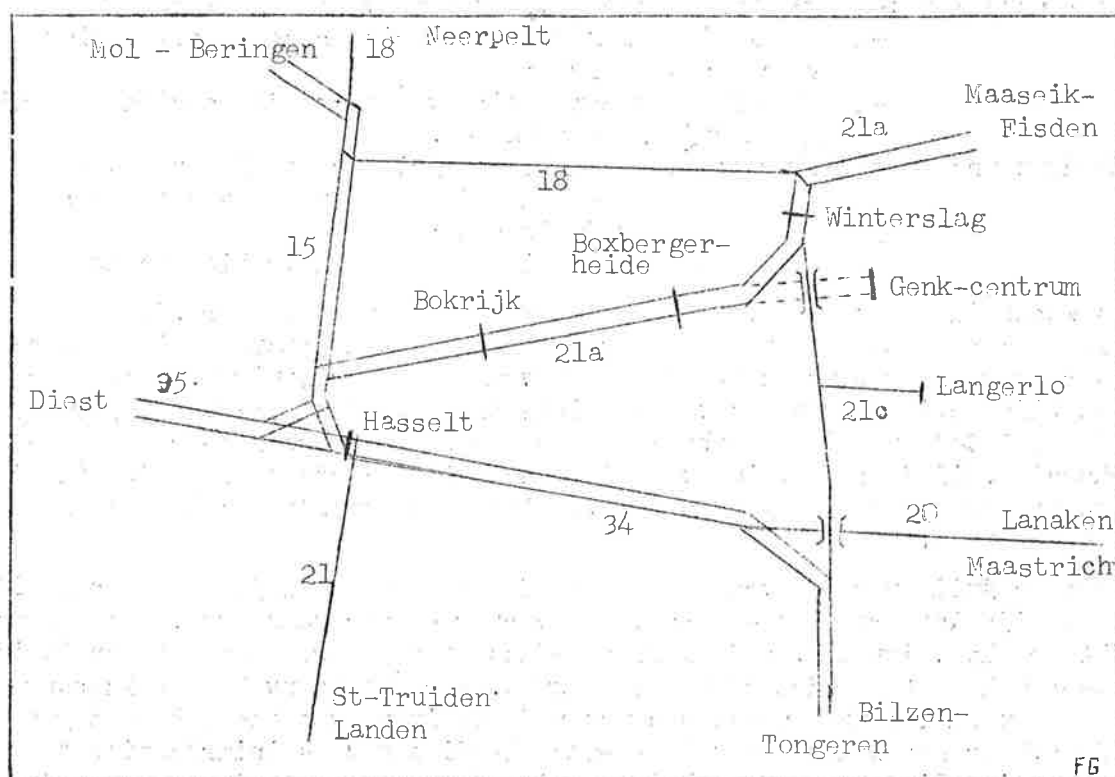 18 Neerpelt
Mol - Beringen
Maaseik-
Eisden
21a
18
Winterslag
15
Boxberger-
heide
Genk-centrum
Bokrijk
21a
35
Diest
Langerlo
21c
Hasselt
34
20
Lanaken
Maastrich
21
St-Truiden
Landen
Bilzen-
Tongeren
FG